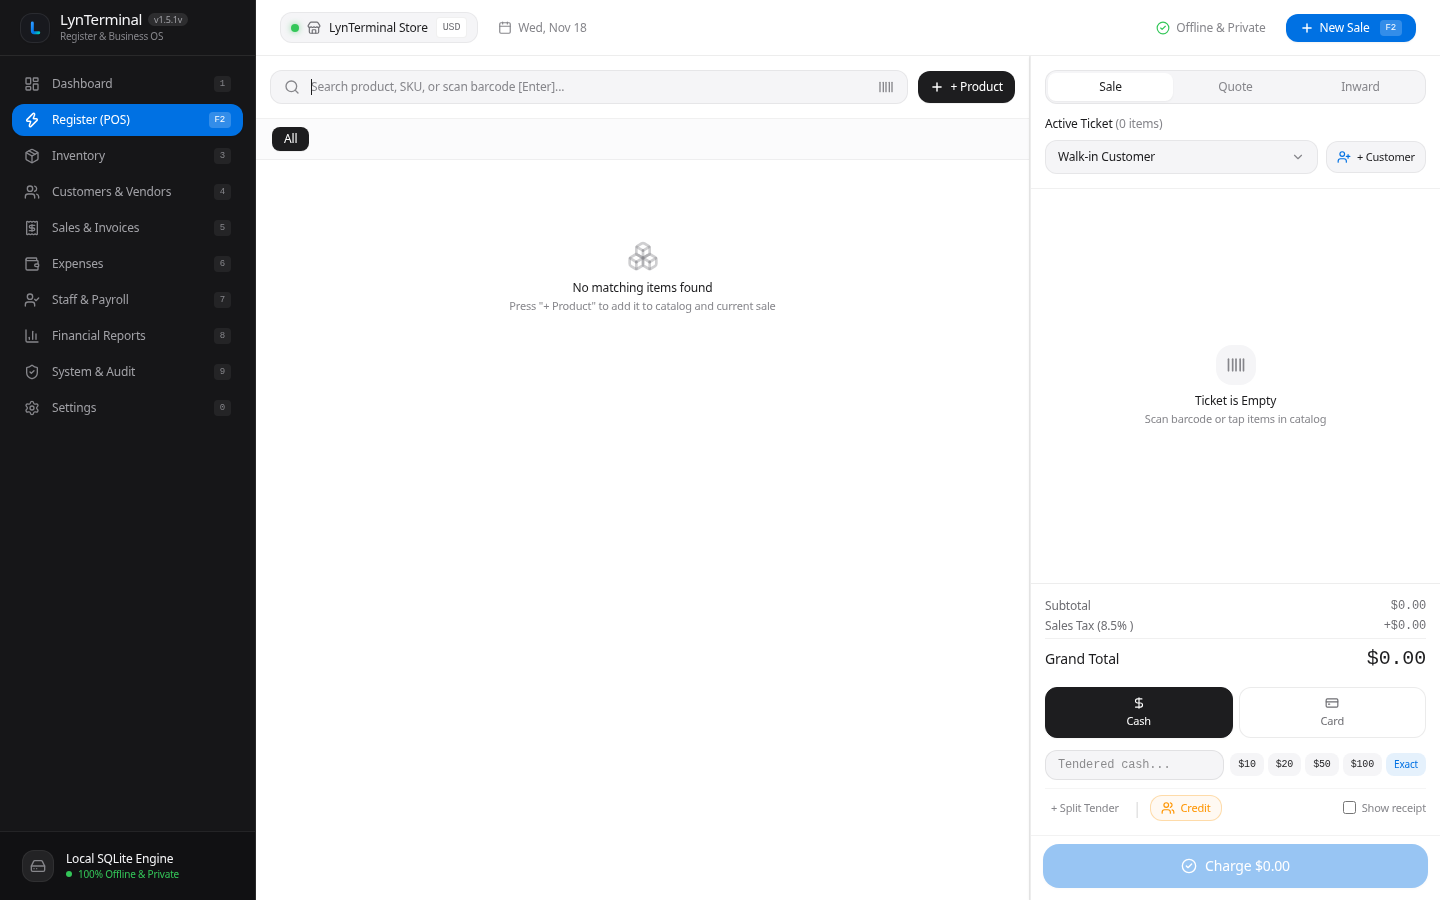 LynTerminal v1.5.1v
Register & Business OS
Dashboard 1
Register (POS) F2
Inventory 3
Customers & Vendors 4
Sales & Invoices 5
Expenses 6
Staff & Payroll 7
Financial Reports 8
System & Audit 9
Settings 0
Local SQLite Engine
100% Offline & Private
LynTerminal Store USD
Wed, Nov 18
Offline & Private
New Sale F2
Search product, SKU, or scan barcode [Enter]...
+ Product
All
No matching items found
Press "+ Product" to add it to catalog and current sale
Sale Quote Inward
Active Ticket (0 items)
Walk-in Customer
+ Customer
Ticket is Empty
Scan barcode or tap items in catalog
Subtotal $0.00
Sales Tax (8.5% ) +$0.00
Grand Total $0.00
Cash
Card
Tendered cash... $10 $20 $50 $100 Exact
+ Split Tender Credit Show receipt
Charge $0.00